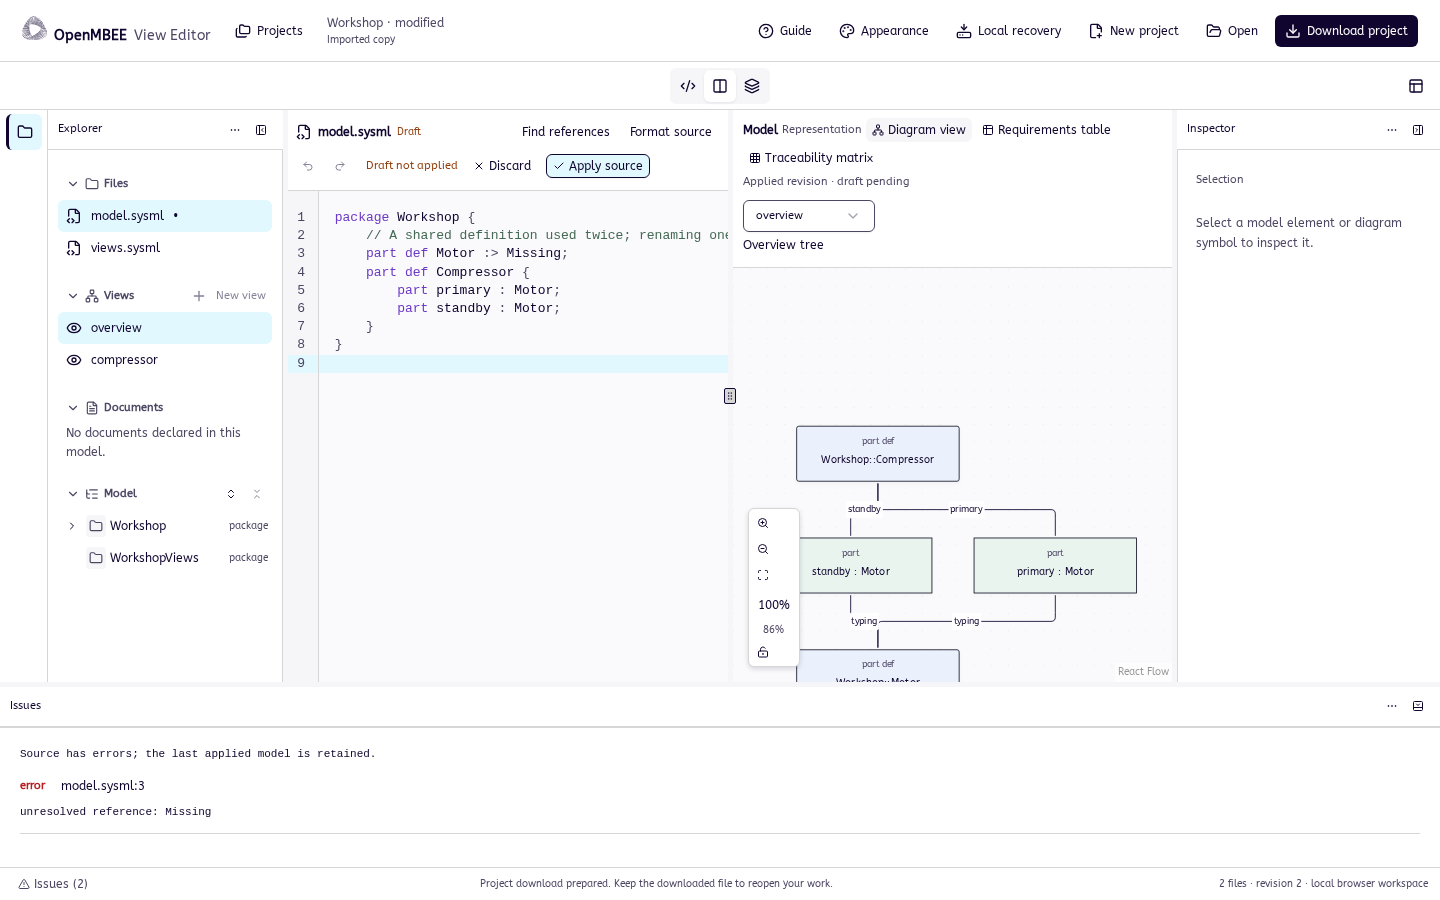 OpenMBEE View Editor
Projects
Workshop · modified
Imported copy
Guide
Appearance
Local recovery
New project
Open
Download project
Explorer
Files
model.sysml •
views.sysml
Views
New view
overview
compressor
Documents
No documents declared in this
model.
Model
Workshop package
WorkshopViews package
model.sysml Draft
Find references
Format source
Draft not applied
Discard
Apply source
1 package Workshop {
2 // A shared definition used twice; renaming one
3 part def Motor :> Missing;
4 part def Compressor {
5 part primary : Motor;
6 part standby : Motor;
7 }
8 }
9
Model Representation Diagram view Requirements table
Traceability matrix
Applied revision · draft pending
overview
Overview tree
part def
Workshop::Compressor
standby primary
part
standby : Motor
part
primary : Motor
typing typing
part def
Workshop::Motor
100%
86%
React Flow
Inspector
Selection
Select a model element or diagram
symbol to inspect it.
Issues
Source has errors; the last applied model is retained.
error model.sysml:3
unresolved reference: Missing
Issues (2)
Project download prepared. Keep the downloaded file to reopen your work.
2 files · revision 2 · local browser workspace